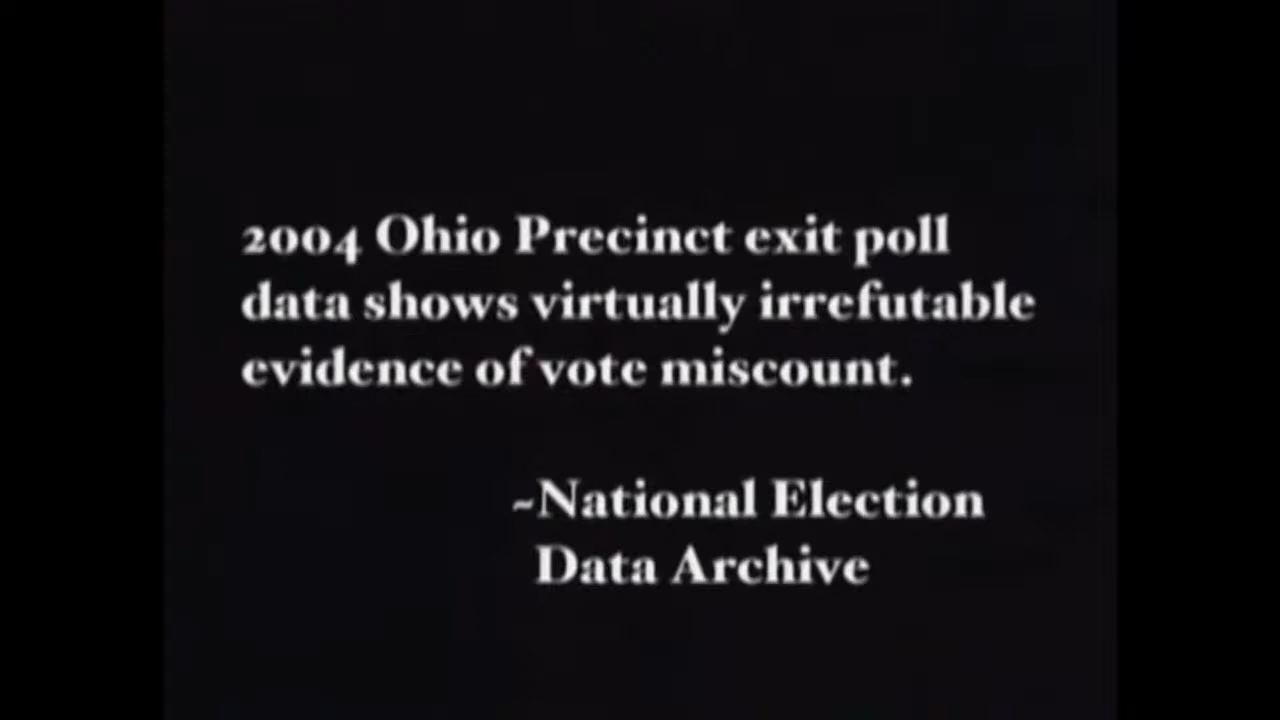 2004 Ohio Precinct exit poll
data shows virtually irrefutable
evidence of vote miscount.
~National Election
Data Archive